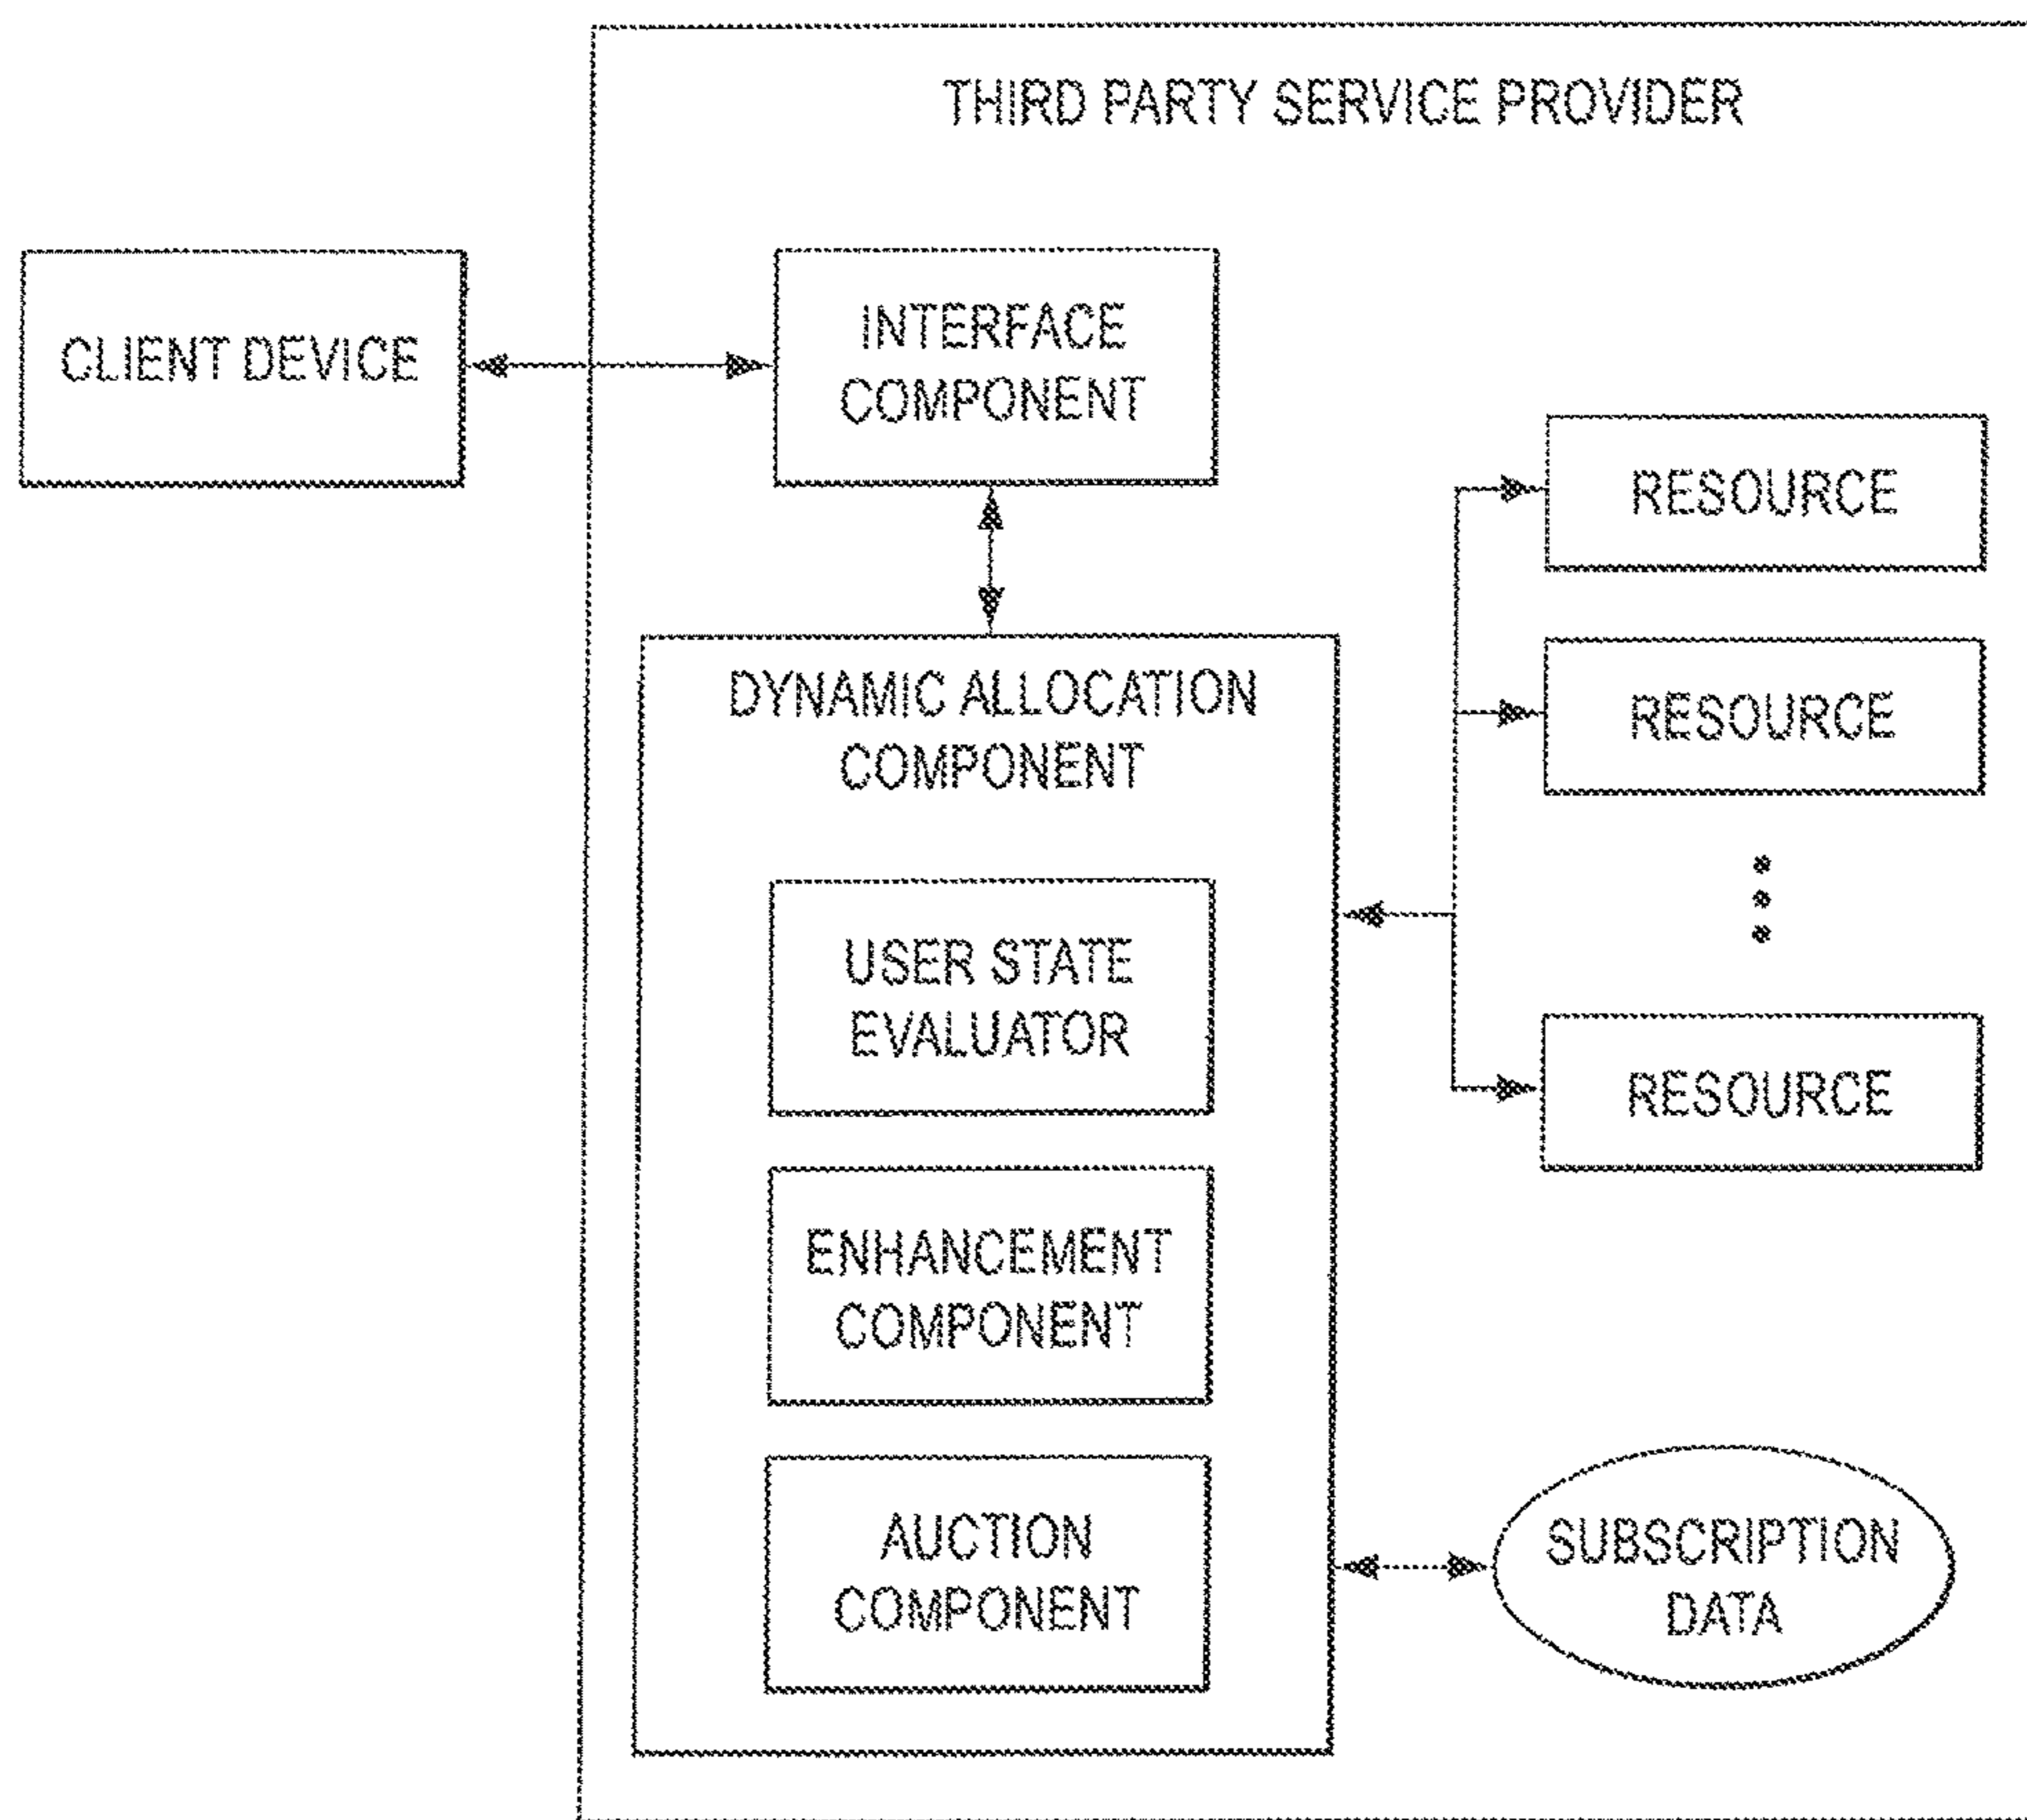 THIRD PARTY SERVICE PROVIDER
CLIENT DEVICE
INTERFACE
COMPONENT
RESOURCE
RESOURCE
RESOURCE
DYNAMIC ALLOCATION
COMPONENT
USER STATE
EVALUATOR
ENHANCEMENT
COMPONENT
AUCTION
COMPONENT
SUBSCRIPTION
DATA